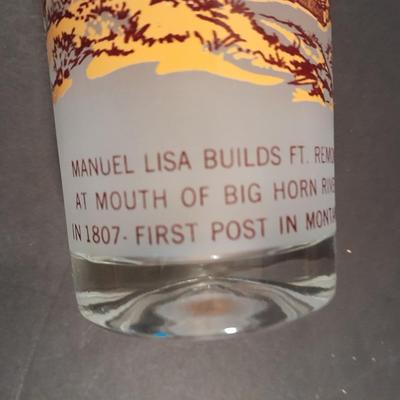 MANUEL LISA BUILDS FT. REMO
AT MOUTH OF BIG HORN RIVE
IN 1807- FIRST POST IN MONTA